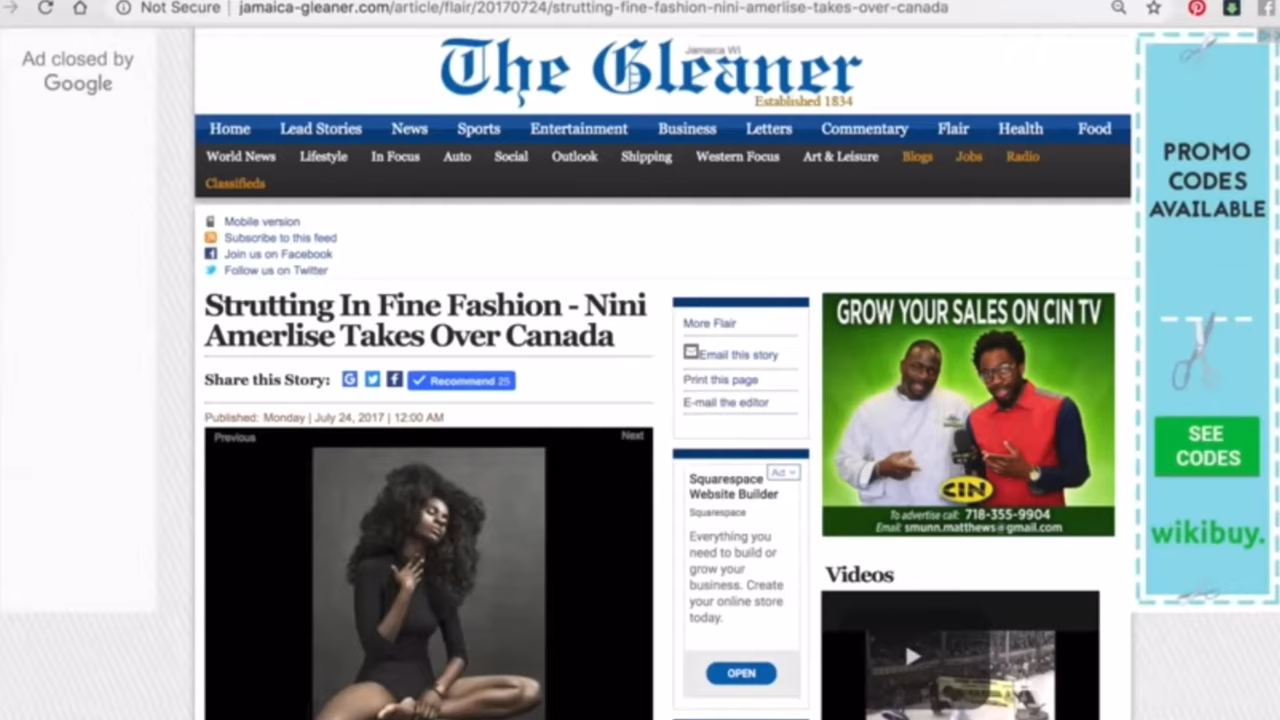 Not Secure | jamaica-gleaner.com/article/flair/20170724/strutting-fine-fashion-nini-amerlise-takes-over-canada
Ad closed by
Google
Jamaica WI
The Gleaner
Established 1834
Home Lead Stories News Sports Entertainment Business Letters Commentary Flair Health Food
World News Lifestyle In Focus Auto Social Outlook Shipping Western Focus Art & Leisure Blogs Jobs Radio
Classifieds
Mobile version
Subscribe to this feed
Join us on Facebook
Follow us on Twitter
Strutting In Fine Fashion - Nini
Amerlise Takes Over Canada
Share this Story: G f Recommend 25
Published: Monday | July 24, 2017 | 12:00 AM
Previous Next
More Flair
Email this story
Print this page
E-mail the editor
Ad
Squarespace
Website Builder
Squarespace
Everything you
need to build or
grow your
business. Create
your online store
today.
OPEN
GROW YOUR SALES ON CIN TV
CIN
To advertise call: 718-355-9904
Email: smunn.matthews@gmail.com
Videos
PROMO
CODES
AVAILABLE
SEE
CODES
wikibuy.